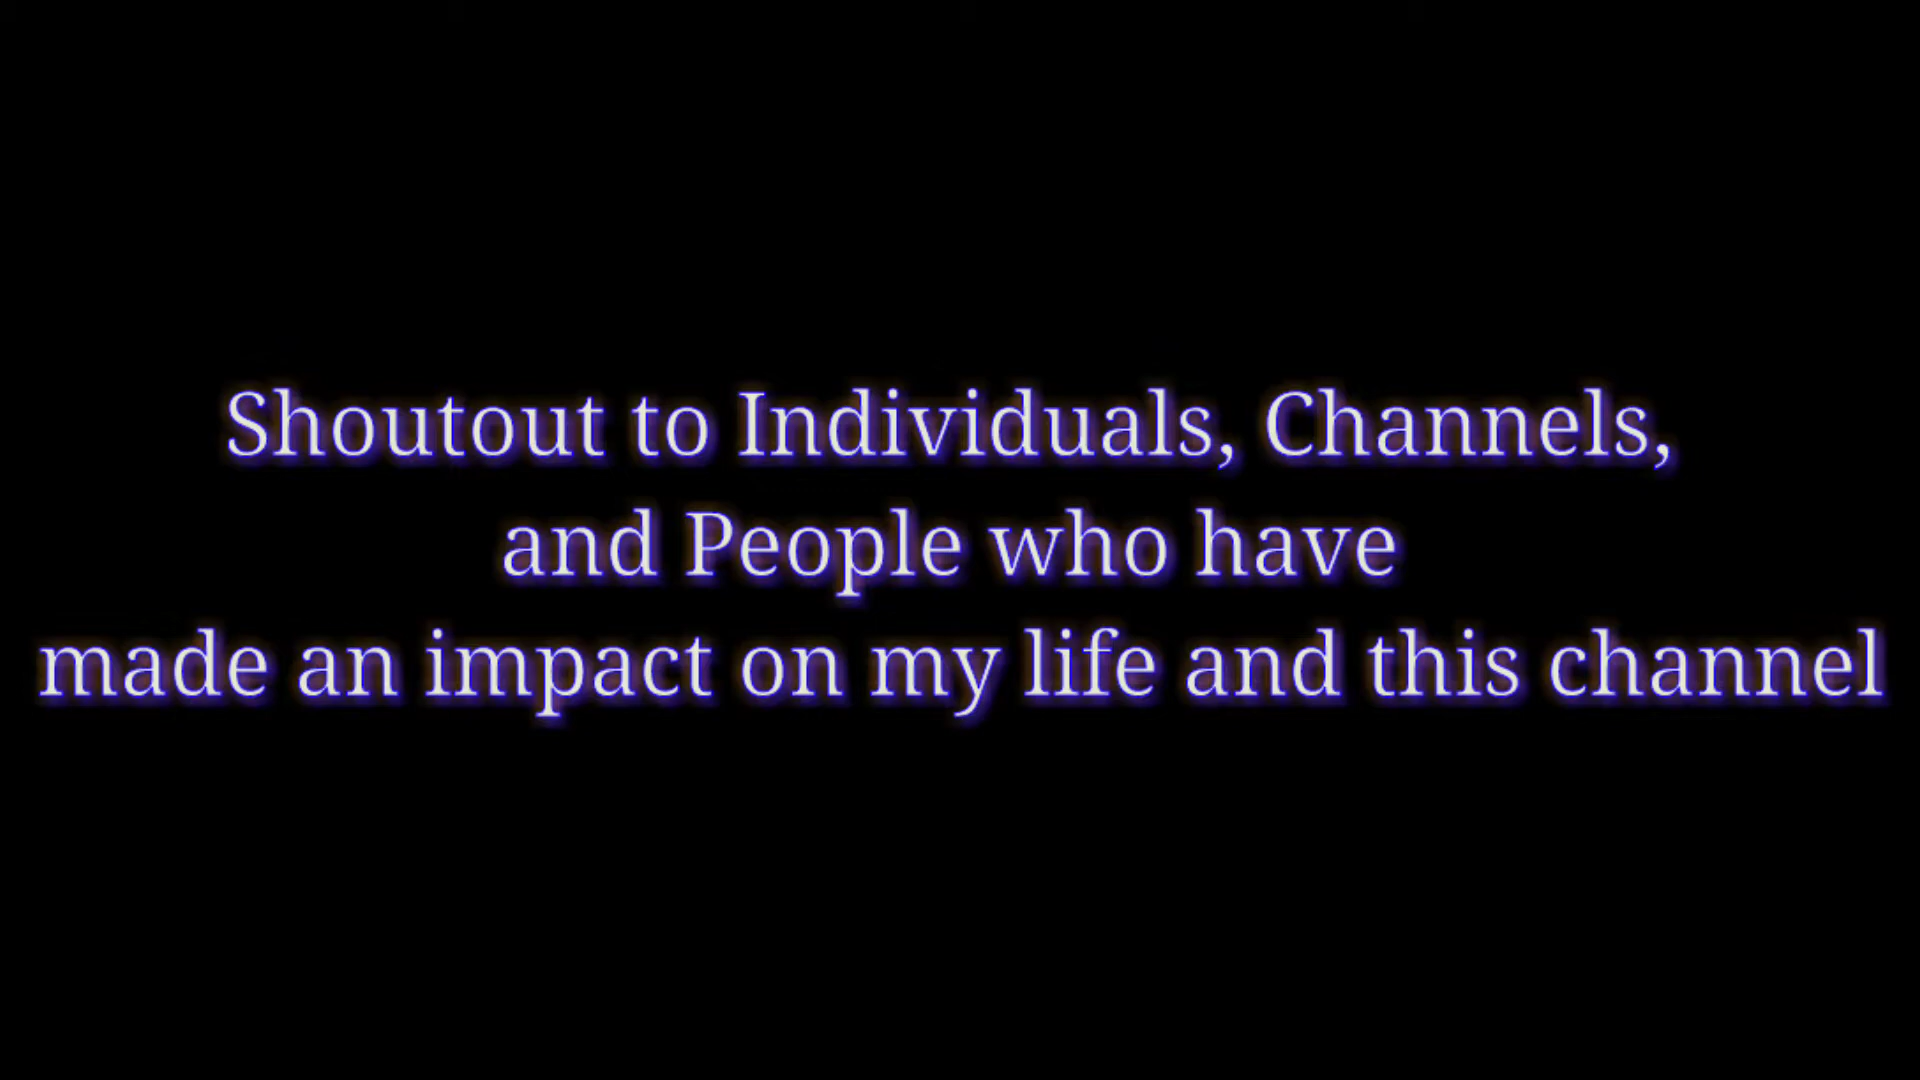 Shoutout to Individuals, Channels,
and People who have
made an impact on my life and this channel